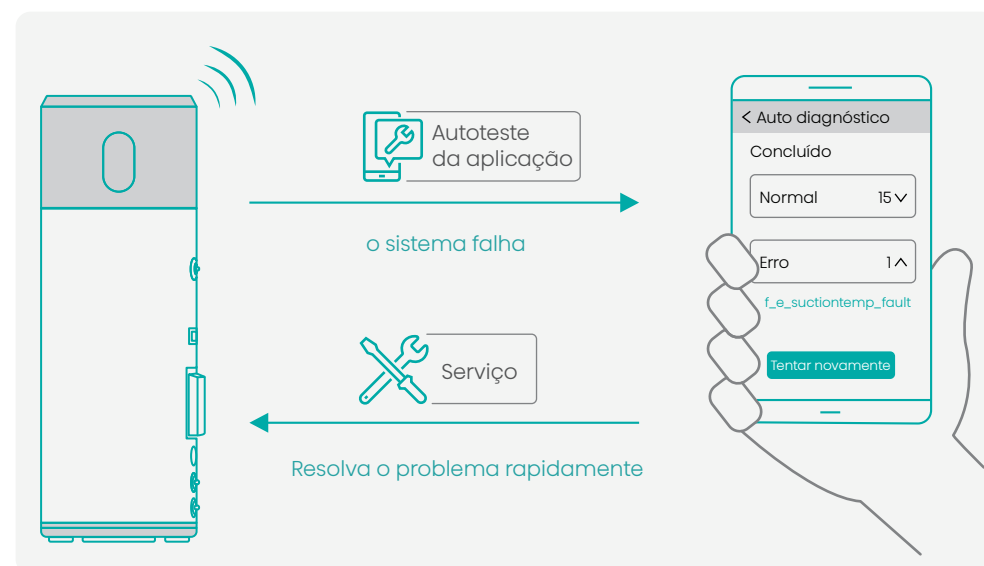 Autoteste
da aplicação
o sistema falha
Serviço
Resolva o problema rapidamente
< Auto diagnóstico
Concluído
Normal 15
Erro 1
f_e_suctiontemp_fault
Tentar novamente